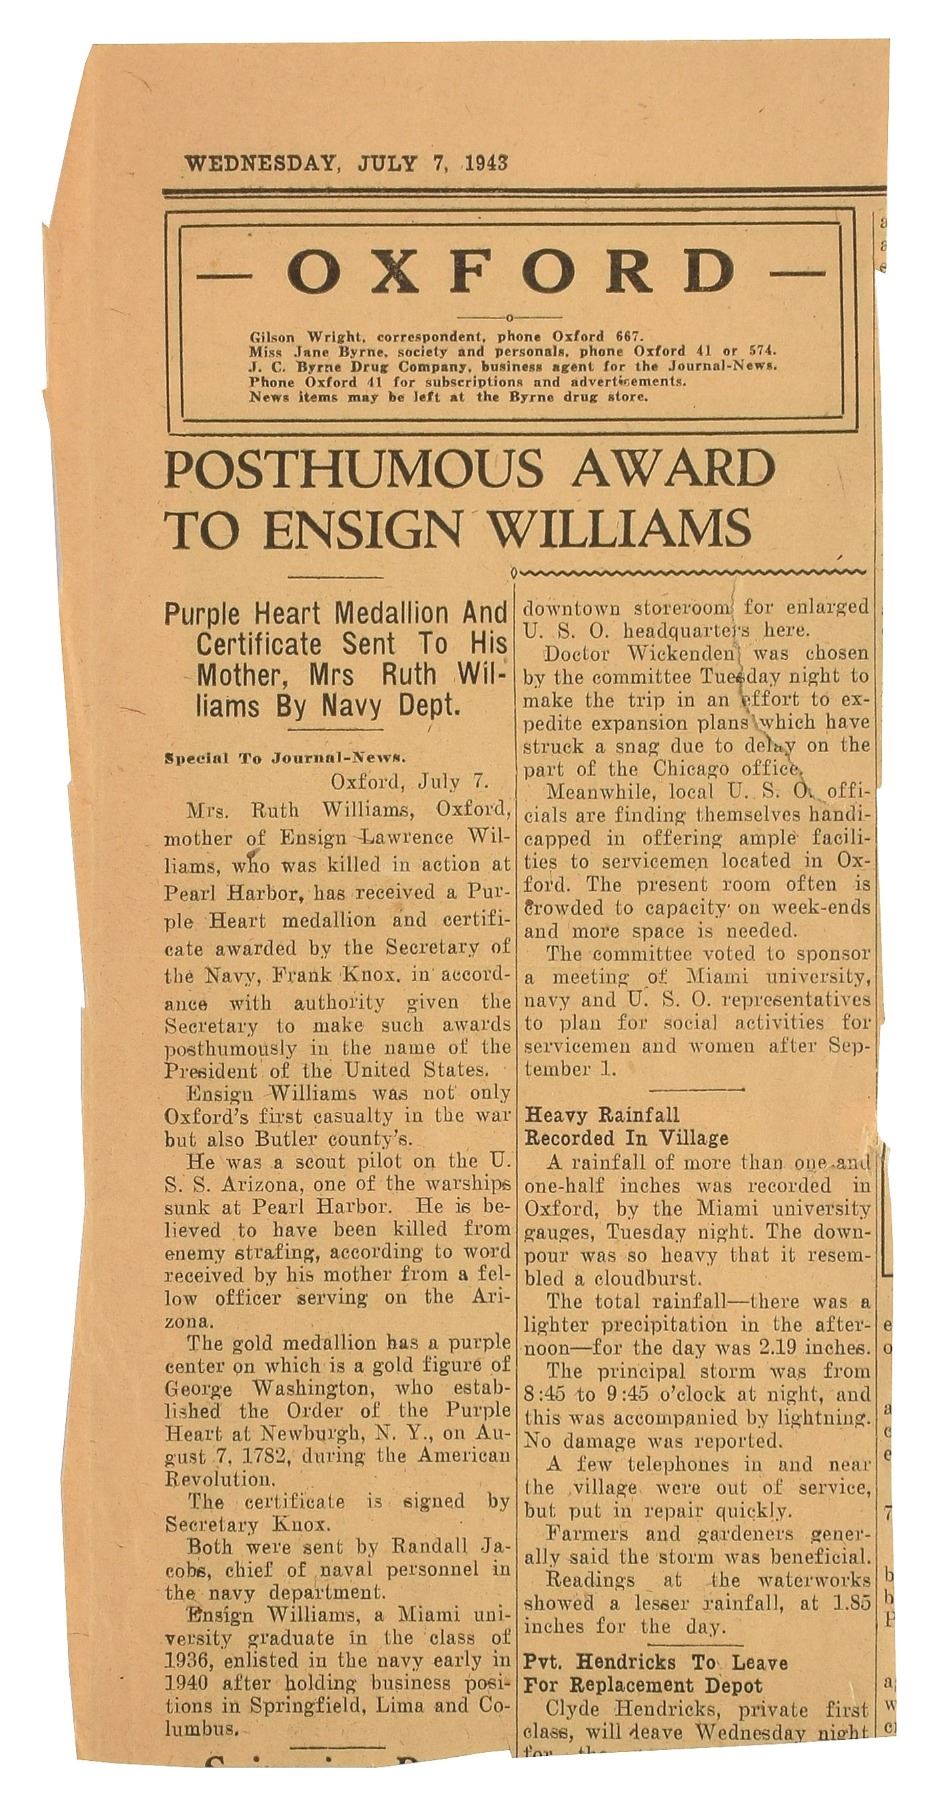 WEDNESDAY, JULY 7, 1943
— OXFORD —
Gilson Wright, correspondent, phone Oxford 667.
Miss Jane Byrne, society and personals, phone Oxford 41 or 574.
J. C. Byrne Drug Company, business agent for the Journal-News.
Phone Oxford 41 for subscriptions and advertisements.
News items may be left at the Byrne drug store.
POSTHUMOUS AWARD
TO ENSIGN WILLIAMS
Purple Heart Medallion And
Certificate Sent To His
Mother, Mrs Ruth Wil-
liams By Navy Dept.
Special To Journal-News.
Oxford, July 7.
Mrs. Ruth Williams, Oxford,
mother of Ensign Lawrence Wil-
liams, who was killed in action at
Pearl Harbor, has received a Pur-
ple Heart medallion and certifi-
cate awarded by the Secretary of
the Navy, Frank Knox, in accord-
ance with authority given the
Secretary to make such awards
posthumously in the name of the
President of the United States.
Ensign Williams was not only
Oxford's first casualty in the war
but also Butler county's.
He was a scout pilot on the U.
S. S. Arizona, one of the warships
sunk at Pearl Harbor. He is be-
lieved to have been killed from
enemy strafing, according to word
received by his mother from a fel-
low officer serving on the Ari-
zona.
The gold medallion has a purple
center on which is a gold figure of
George Washington, who estab-
lished the Order of the Purple
Heart at Newburgh, N. Y., on Au-
gust 7, 1782, during the American
Revolution.
The certificate is signed by
Secretary Knox.
Both were sent by Randall Ja-
cobs, chief of naval personnel in
the navy department.
Ensign Williams, a Miami uni-
versity graduate in the class of
1936, enlisted in the navy early in
1940 after holding business posi-
tions in Springfield, Lima and Co-
lumbus.
downtown storeroom for enlarged
U. S. O. headquarters here.
Doctor Wickenden was chosen
by the committee Tuesday night to
make the trip in an effort to ex-
pedite expansion plans which have
struck a snag due to delay on the
part of the Chicago office.
Meanwhile, local U. S. O. offi-
cials are finding themselves handi-
capped in offering ample facili-
ties to servicemen located in Ox-
ford. The present room often is
crowded to capacity on week-ends
and more space is needed.
The committee voted to sponsor
a meeting of Miami university,
navy and U. S. O. representatives
to plan for social activities for
servicemen and women after Sep-
tember 1.
Heavy Rainfall
Recorded In Village
A rainfall of more than one and
one-half inches was recorded in
Oxford, by the Miami university
gauges, Tuesday night. The down-
pour was so heavy that it resem-
bled a cloudburst.
The total rainfall—there was a
lighter precipitation in the after-
noon—for the day was 2.19 inches.
The principal storm was from
8:45 to 9:45 o'clock at night, and
this was accompanied by lightning.
No damage was reported.
A few telephones in and near
the village were out of service,
but put in repair quickly.
Farmers and gardeners gener-
ally said the storm was beneficial.
Readings at the waterworks
showed a lesser rainfall, at 1.85
inches for the day.
Pvt. Hendricks To Leave
For Replacement Depot
Clyde Hendricks, private first
class, will leave Wednesday night
for